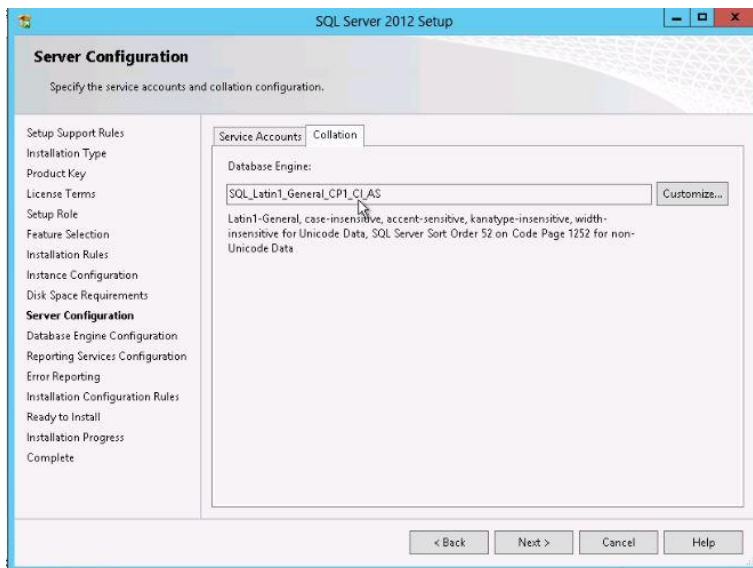 SQL Server 2012 Setup
Server Configuration
Specify the service accounts and collation configuration.
Setup Support Rules
Installation Type
Product Key
License Terms
Setup Role
Feature Selection
Installation Rules
Instance Configuration
Disk Space Requirements
Server Configuration
Database Engine Configuration
Reporting Services Configuration
Error Reporting
Installation Configuration Rules
Ready to Install
Installation Progress
Complete
Service Accounts
Collation
Database Engine:
SQL_Latin1_General_CP1_CI_AS
Customize...
Latin1-General, case-insensitive, accent-sensitive, kanatype-insensitive, width-
insensitive for Unicode Data, SQL Server Sort Order 52 on Code Page 1252 for non-
Unicode Data
< Back
Next >
Cancel
Help